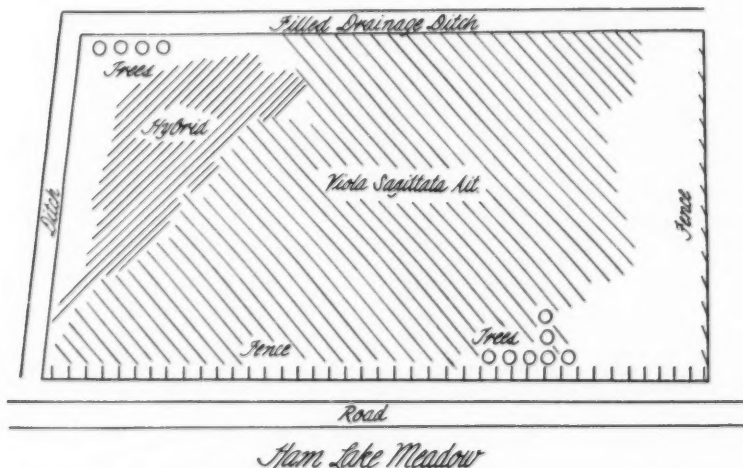 Filled Drainage Ditch
Trees
Hybrid
Viola Sagittata Ait.
Ditch
Fence
Trees
Fence
Road
Ham Lake Meadow